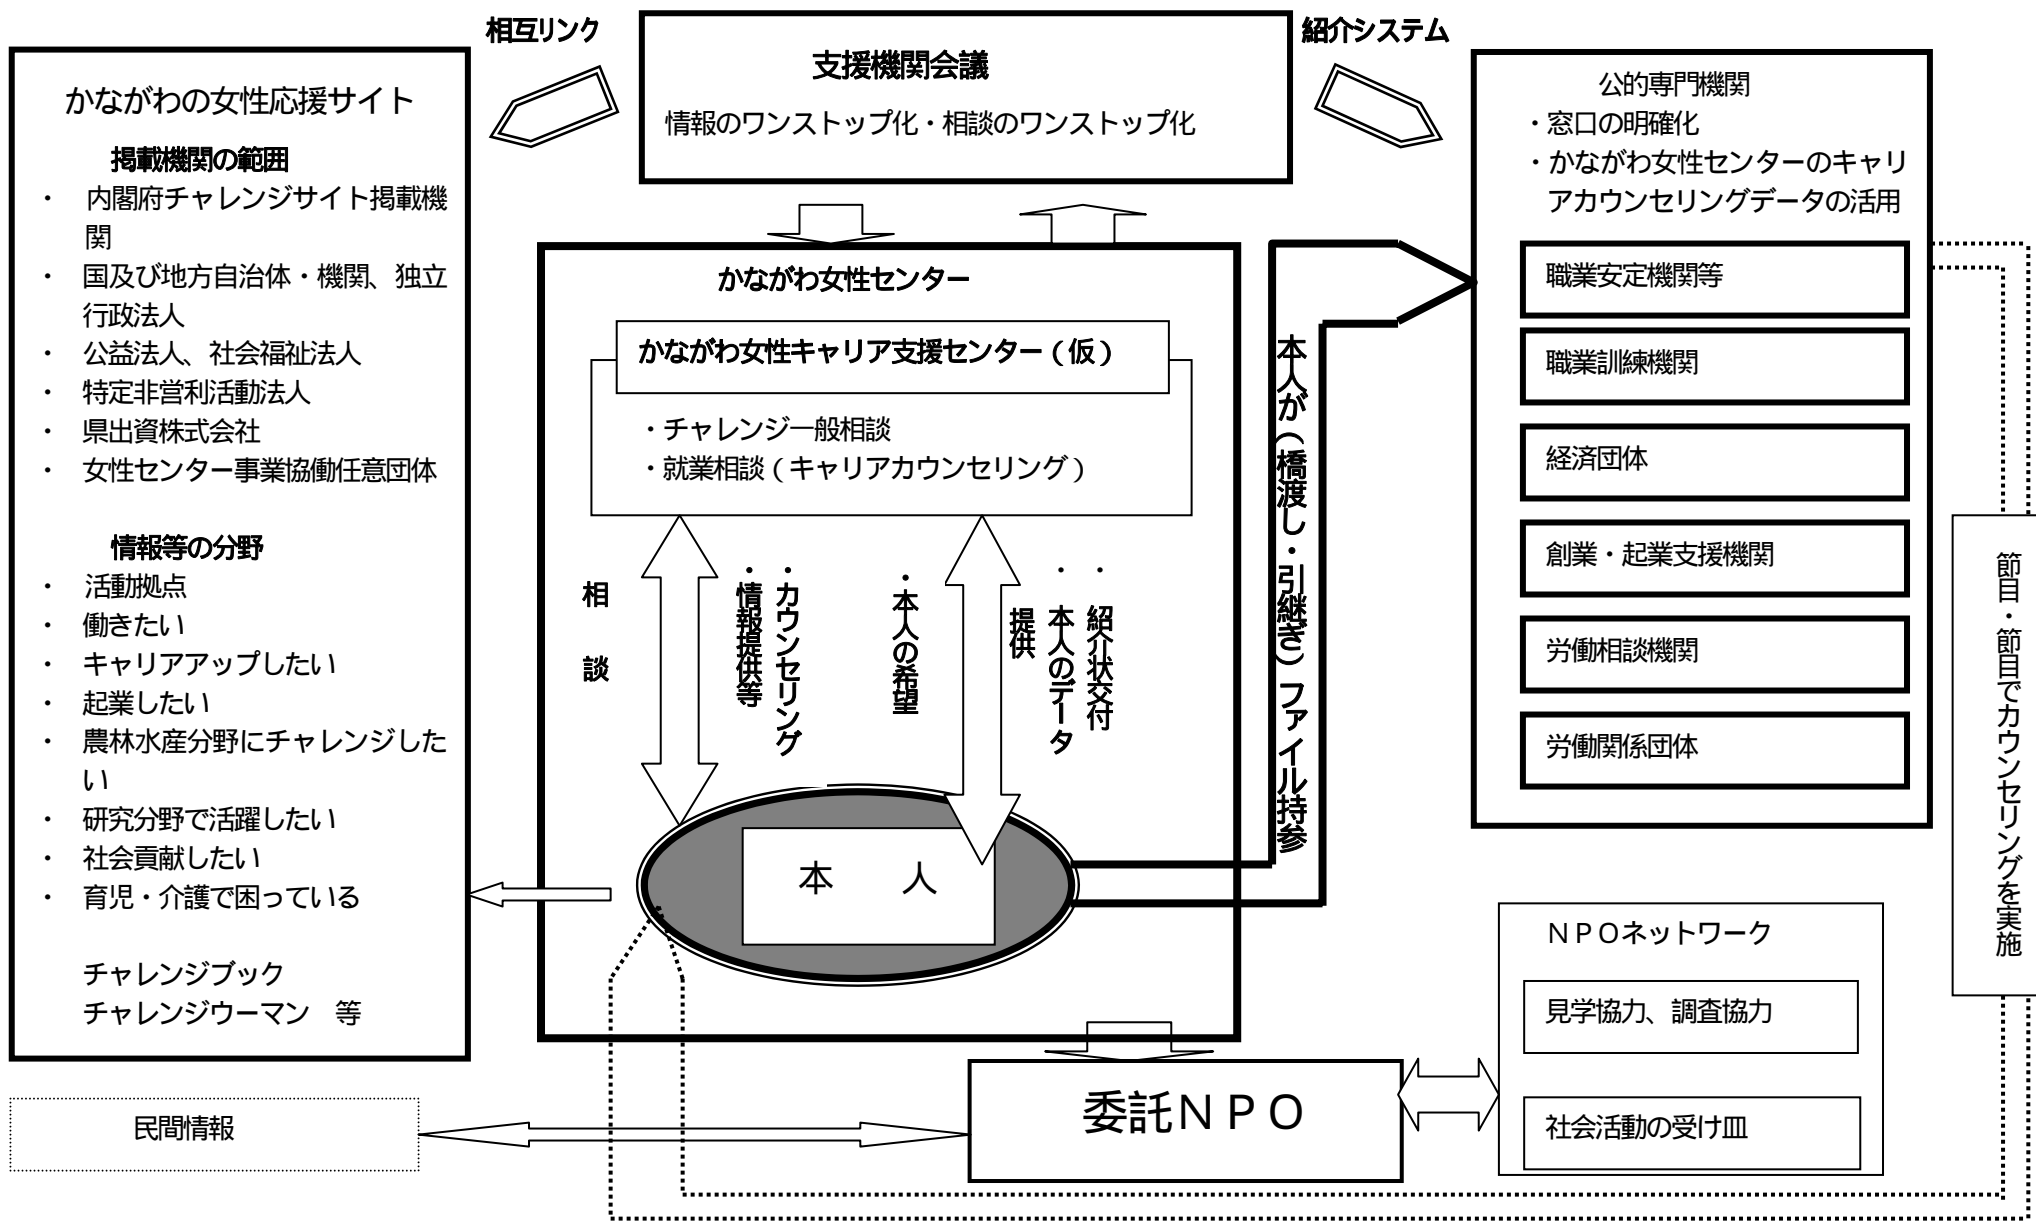 相互リンク
支援機関会議
情報のワンストップ化・相談のワンストップ化
紹介システム
かながわの女性応援サイト
掲載機関の範囲
・ 内閣府チャレンジサイト掲載機
関
・ 国及び地方自治体・機関、独立
行政法人
・ 公益法人、社会福祉法人
・ 特定非営利活動法人
・ 県出資株式会社
・ 女性センター事業協働任意団体
情報等の分野
・ 活動拠点
・ 働きたい
・ キャリアアップしたい
・ 起業したい
・ 農林水産分野にチャレンジした
い
・ 研究分野で活躍したい
・ 社会貢献したい
・ 育児・介護で困っている
チャレンジブック
チャレンジウーマン 等
かながわ女性センター
かながわ女性キャリア支援センター(仮)
・チャレンジ一般相談
・就業相談(キャリアカウンセリング)
相 談
・カウンセリング
・情報提供等
・本人の希望
・ 紹介状交付
・ 本人のデータ
提供
本 人
本人が(橋渡し・引継ぎ)ファイル持参
公的専門機関
・窓口の明確化
・かながわ女性センターのキャリ
アカウンセリングデータの活用
職業安定機関等
職業訓練機関
経済団体
創業・起業支援機関
労働相談機関
労働関係団体
節目・節目でカウンセリングを実施
NPOネットワーク
見学協力、調査協力
社会活動の受け皿
委託NPO
民間情報